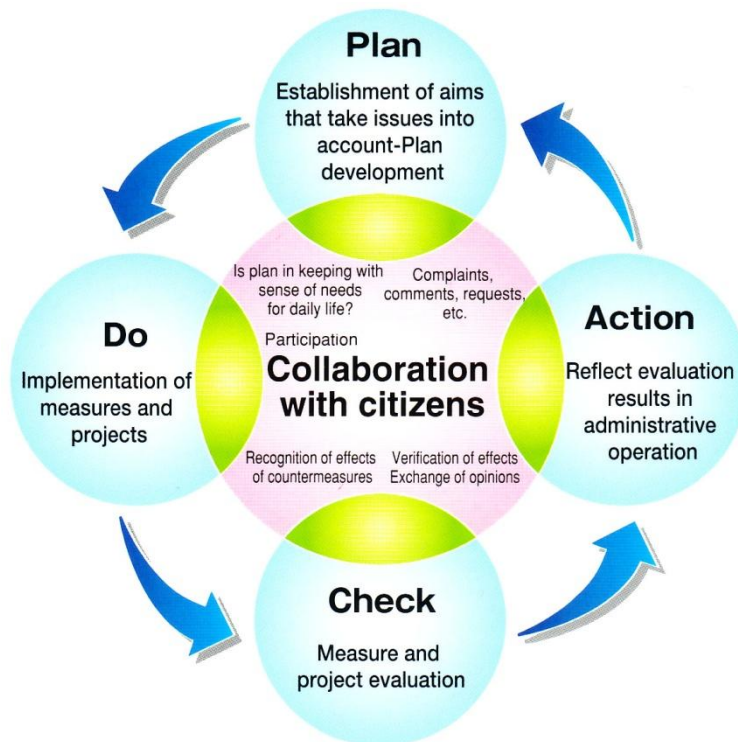 Plan
Establishment of aims
that take issues into
account-Plan
development
Is plan in keeping with
sense of needs
for daily life?
Complaints,
comments, requests,
etc.
Do
Implementation of
measures and
projects
Participation
Collaboration
with citizens
Action
Reflect evaluation
results in
administrative
operation
Recognition of effects
of countermeasures
Verification of effects
Exchange of opinions
Check
Measure and
project evaluation